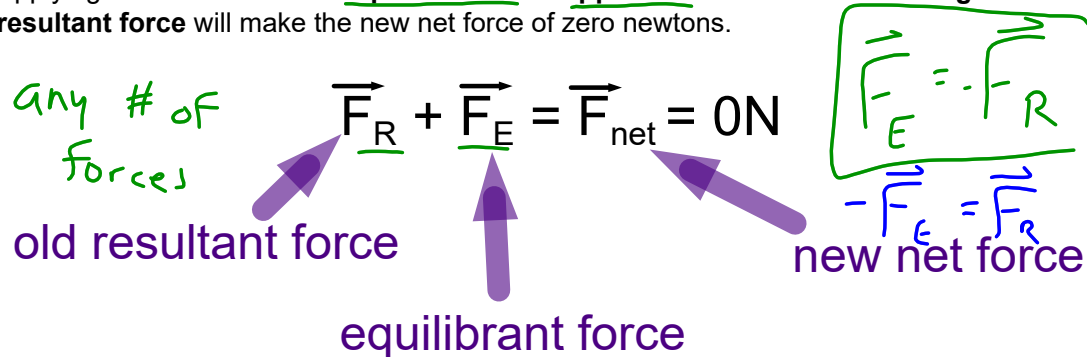 resultant force will make the new net force of zero newtons.
any # of
forces
F_R + F_E = F_net = 0N
F_E = -F_R
-F_E = F_R
old resultant force
new net force
equilibrant force